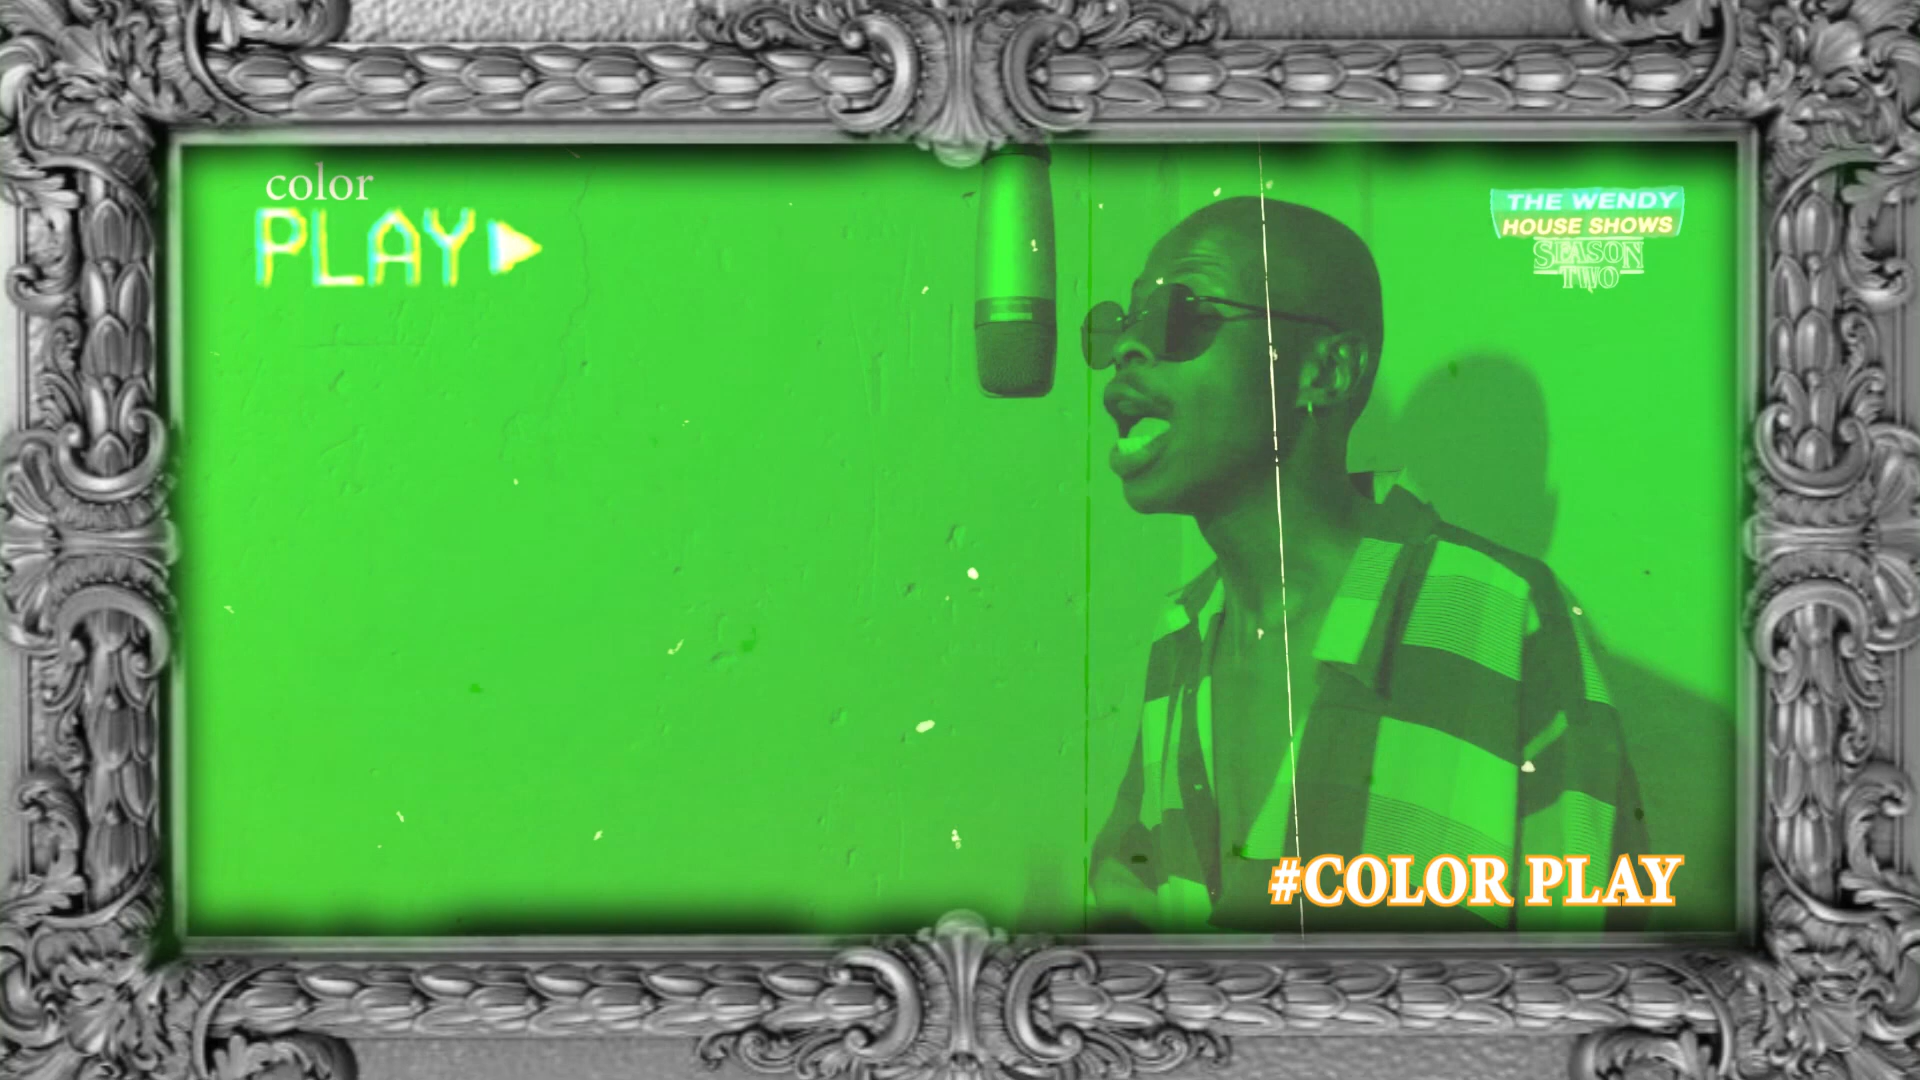 color
PLAY
THE WENDY
HOUSE SHOWS
SEASON
TWO
#COLOR PLAY